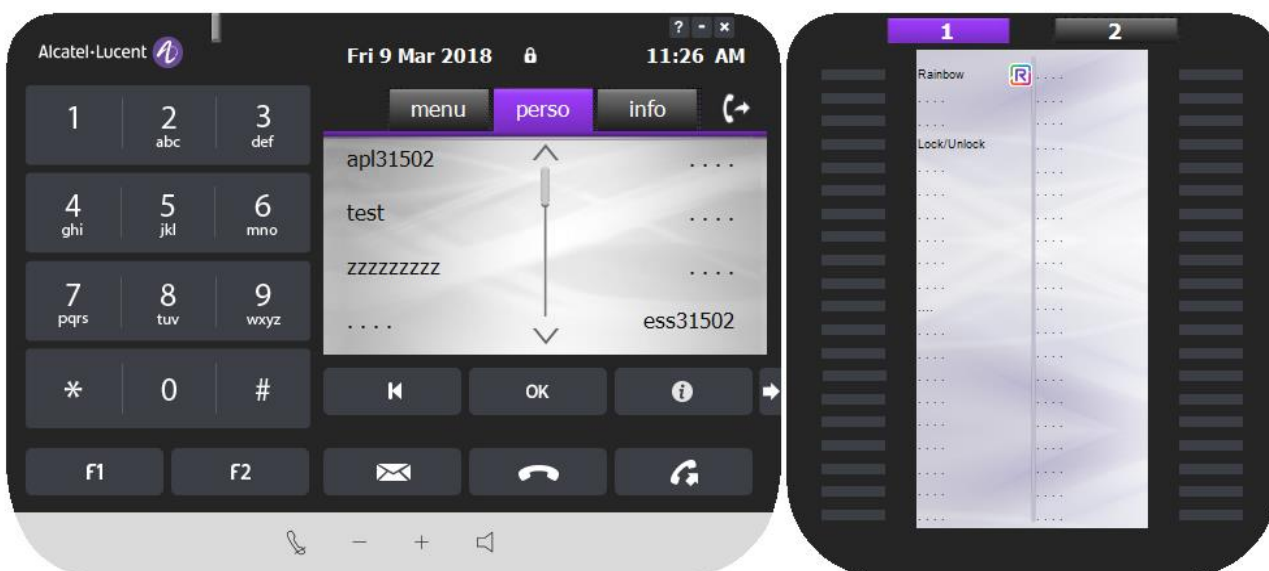 Alcatel·Lucent
? - ×
Fri 9 Mar 2018
11:26 AM
menu perso info
1
2 abc
3 def
4 ghi
5 jkl
6 mno
7 pqrs
8 tuv
9 wxyz
* 0 #
F1 F2
apl31502 . . . .
test . . . .
zzzzzzzzz . . . .
. . . . ess31502
OK
i
- +
1 2
Rainbow R . . . .
. . . . . . . .
. . . . . . . .
Lock/Unlock . . . .
. . . . . . . .
. . . . . . . .
. . . . . . . .
. . . . . . . .
. . . . . . . .
.... . . . .
. . . . . . . .
. . . . . . . .
. . . . . . . .
. . . . . . . .
. . . . . . . .
. . . . . . . .
. . . . . . . .
. . . . . . . .
. . . . . . . .
. . . . . . . .